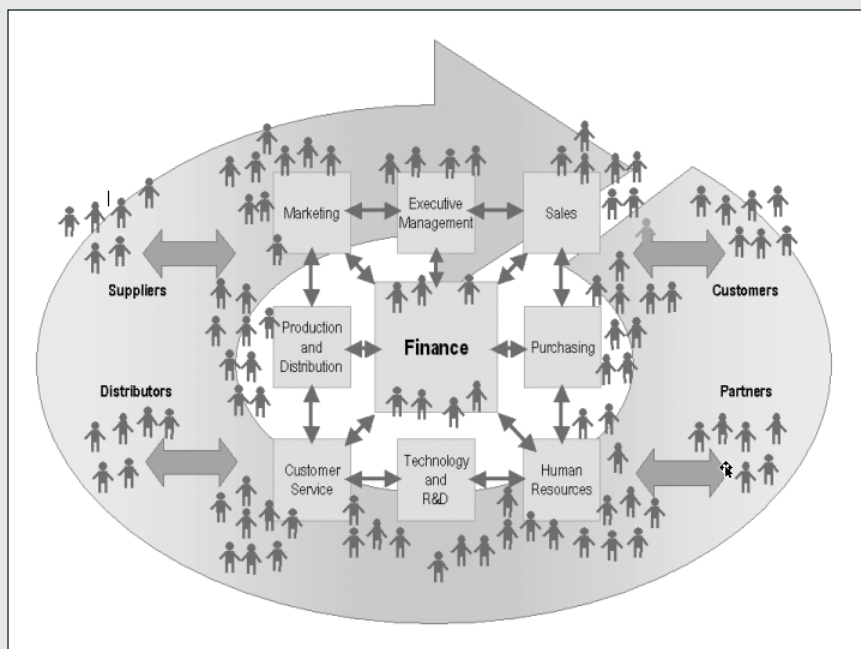 Marketing
Executive
Management
Sales
Suppliers
Customers
Production
and
Distribution
Finance
Purchasing
Distributors
Partners
Customer
Service
Technology
and
R&D
Human
Resources